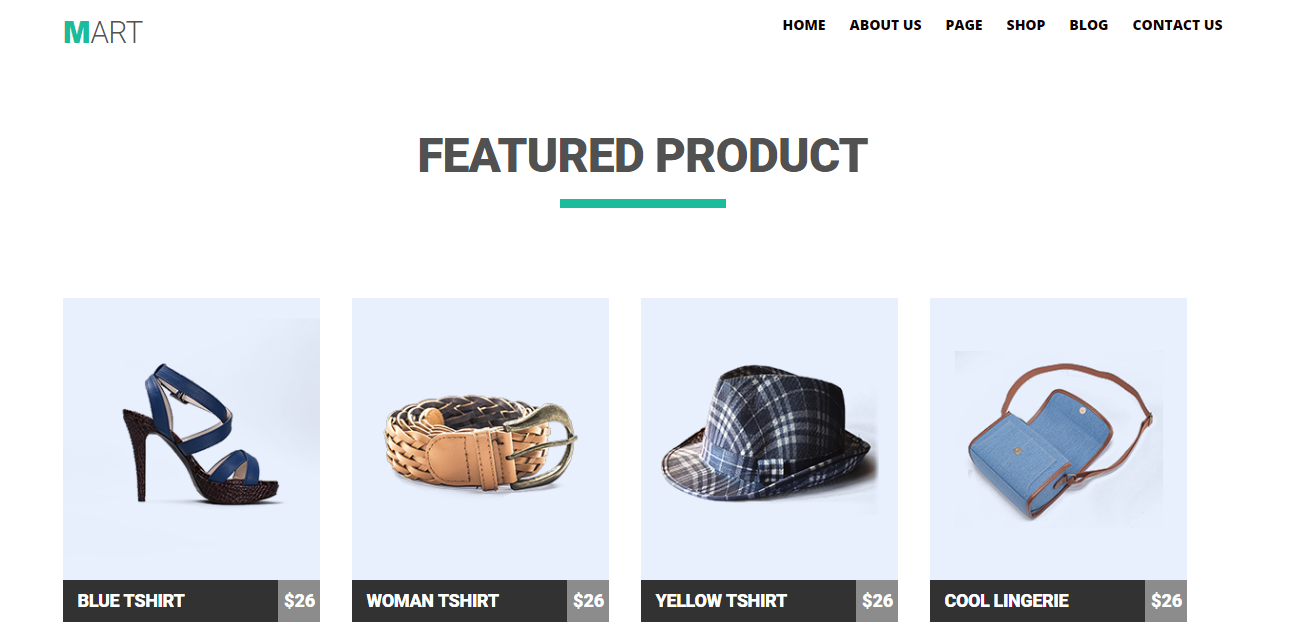 MART
HOME ABOUT US PAGE SHOP BLOG CONTACT US
FEATURED PRODUCT
BLUE TSHIRT $26
WOMAN TSHIRT $26
YELLOW TSHIRT $26
COOL LINGERIE $26